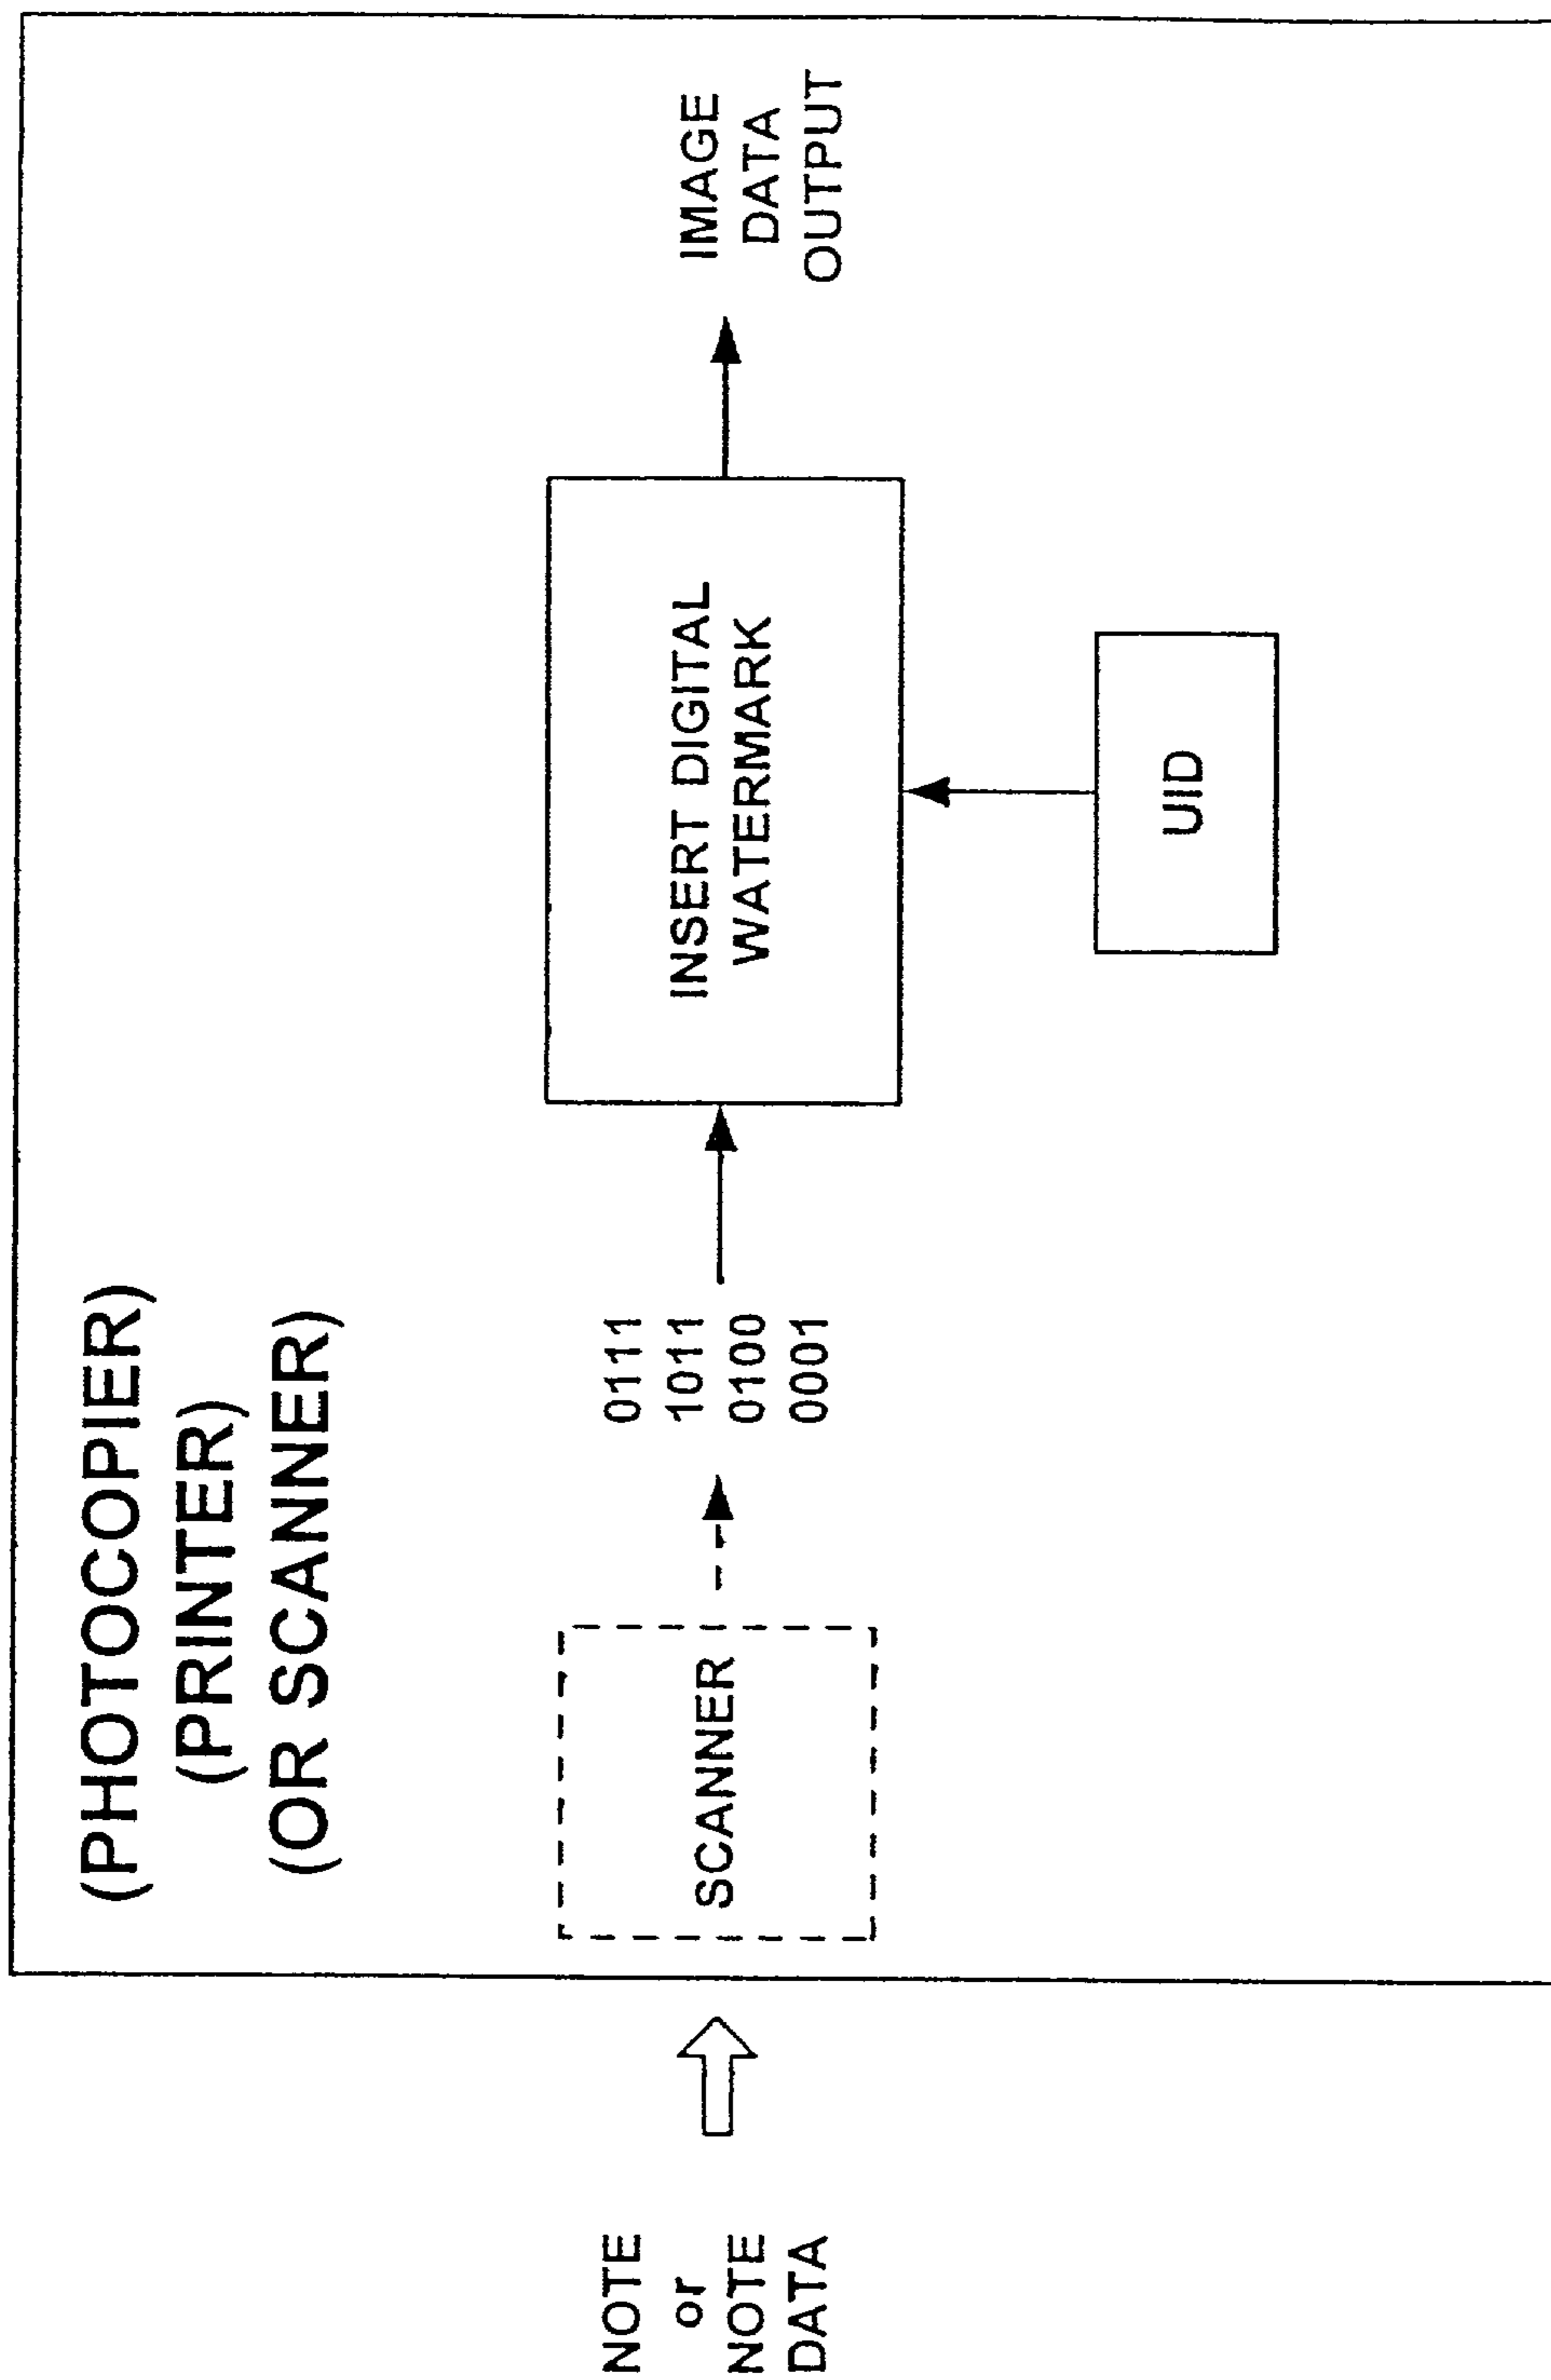 (PHOTOCOPIER)
(PRINTER)
(OR SCANNER)
NOTE
or
NOTE
DATA
SCANNER
0111
1011
0100
0001
INSERT DIGITAL
WATERMARK
UID
IMAGE
DATA
OUTPUT